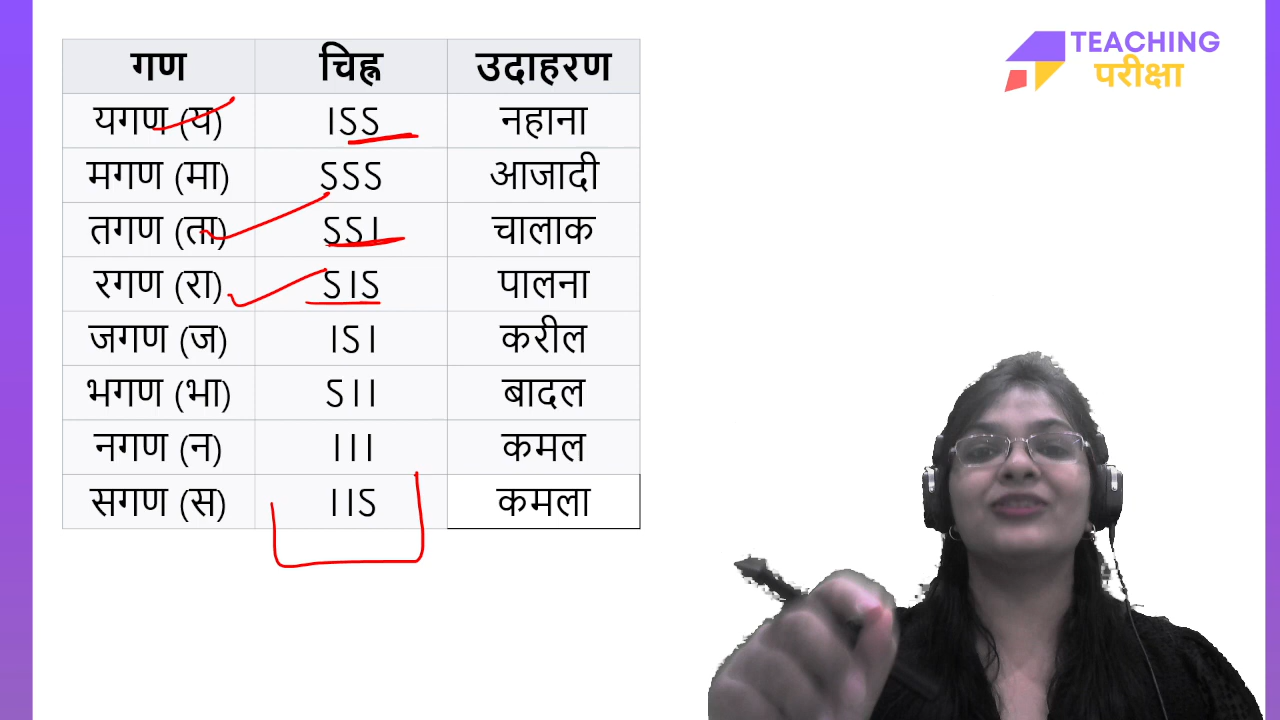 TEACHING
परीक्षा
गण चिह्न उदाहरण
यगण (य) ISS नहाना
मगण (मा) SSS आजादी
तगण (ता) SSI चालाक
रगण (रा) SIS पालना
जगण (ज) ISI करील
भगण (भा) SII बादल
नगण (न) III कमल
सगण (स) IIS कमला